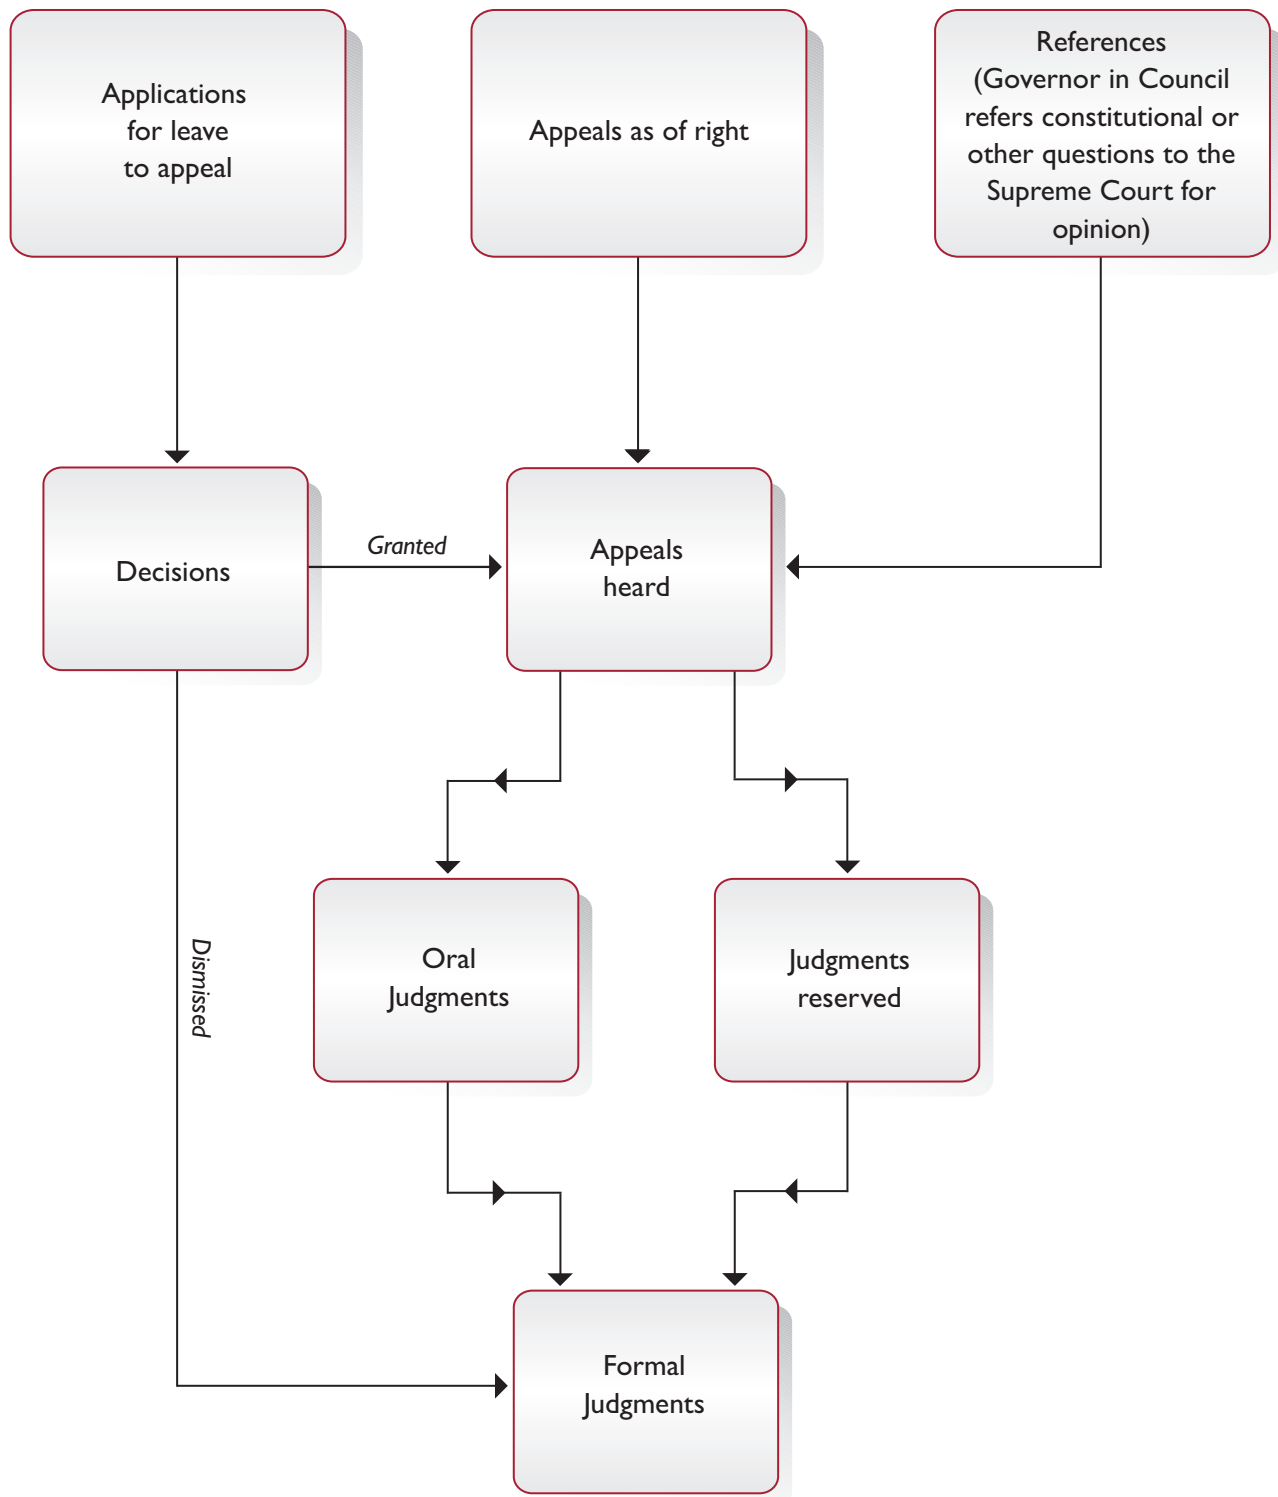 Applications
for leave
to appeal
Appeals as of right
References
(Governor in Council
refers constitutional or
other questions to the
Supreme Court for
opinion)
Decisions
Granted
Appeals
heard
Dismissed
Oral
Judgments
Judgments
reserved
Formal
Judgments